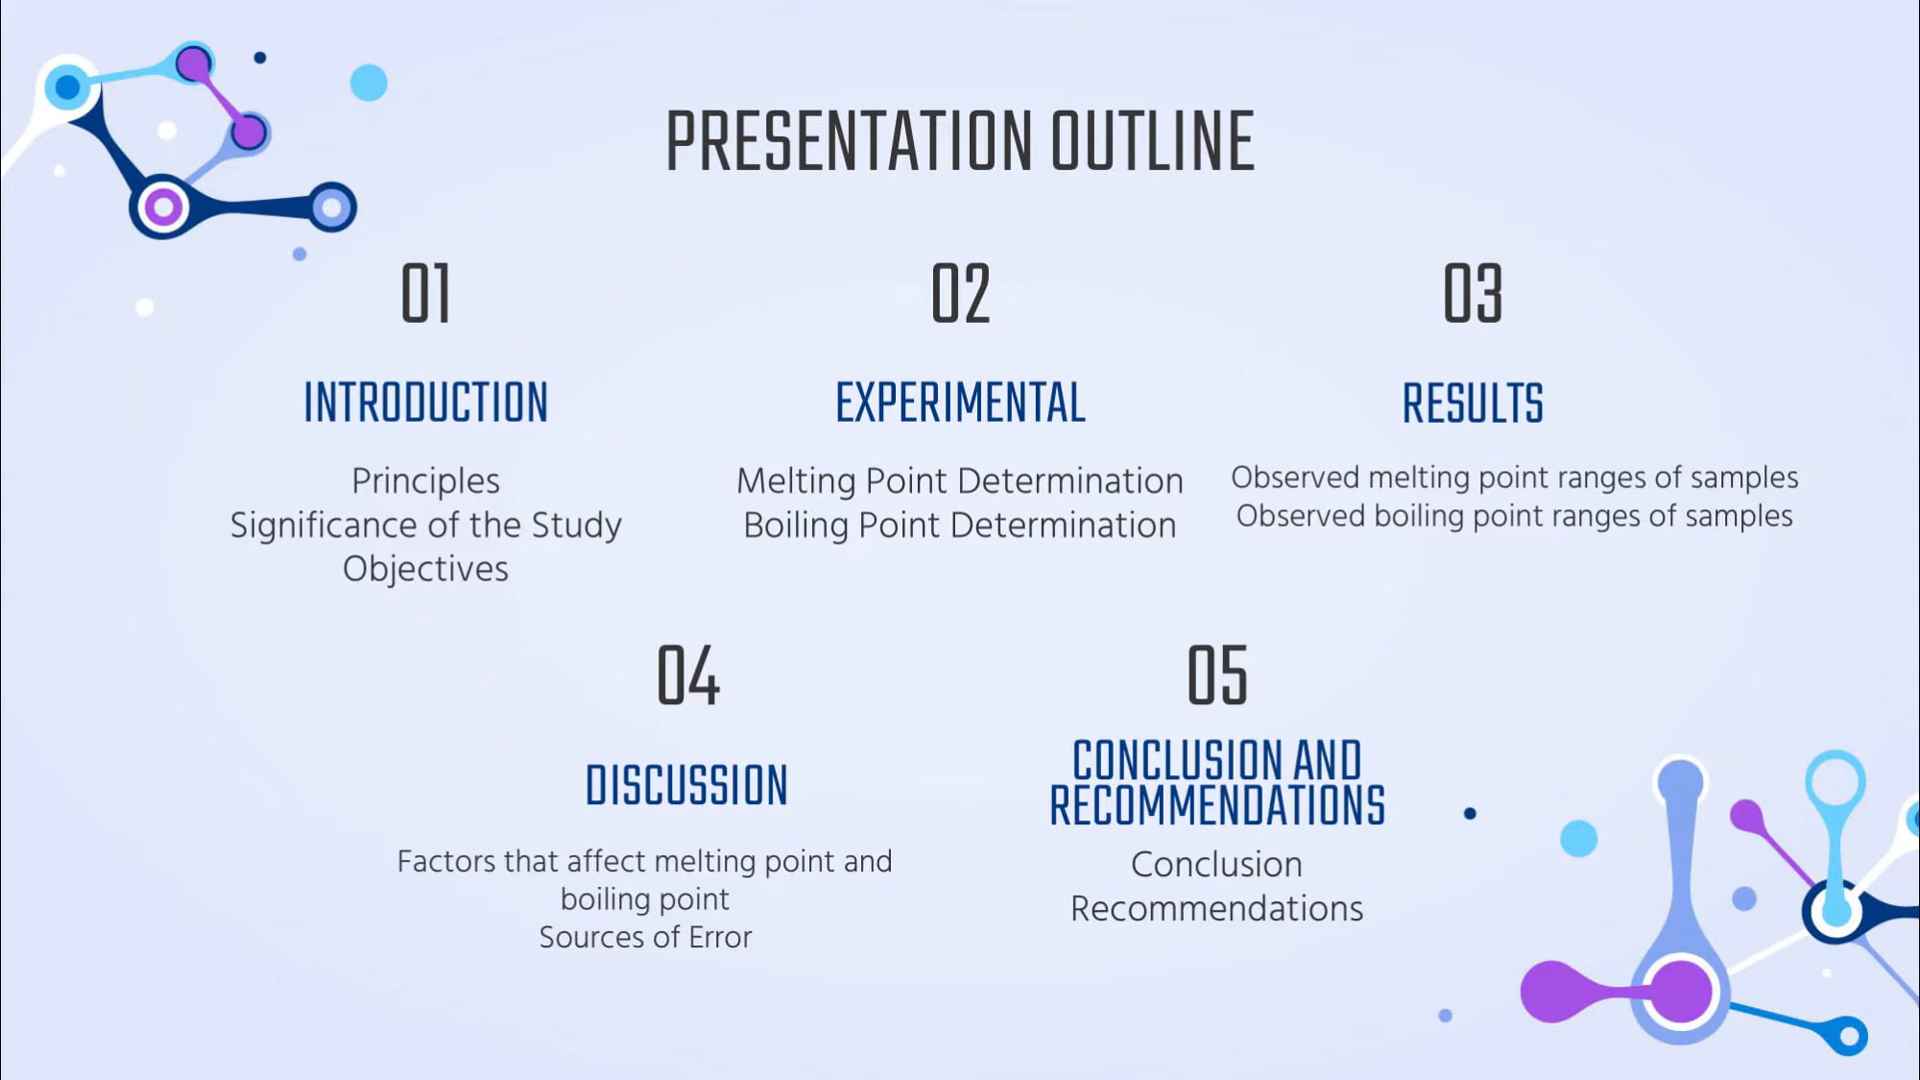 PRESENTATION OUTLINE
01
INTRODUCTION
Principles
Significance of the Study
Objectives
02
EXPERIMENTAL
Melting Point Determination
Boiling Point Determination
03
RESULTS
Observed melting point ranges of samples
Observed boiling point ranges of samples
04
DISCUSSION
Factors that affect melting point and
boiling point
Sources of Error
05
CONCLUSION AND
RECOMMENDATIONS
Conclusion
Recommendations